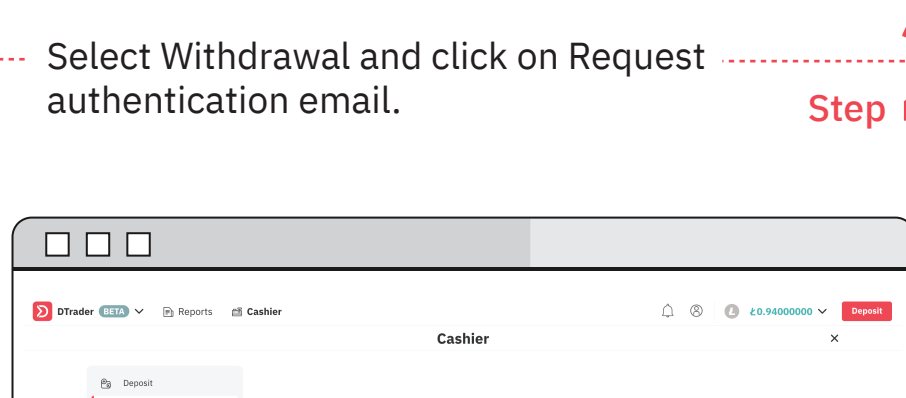 Select Withdrawal and click on Request
authentication email.
Step
DTrader BETA Reports Cashier Ł0.94000000 Deposit
Cashier
Deposit